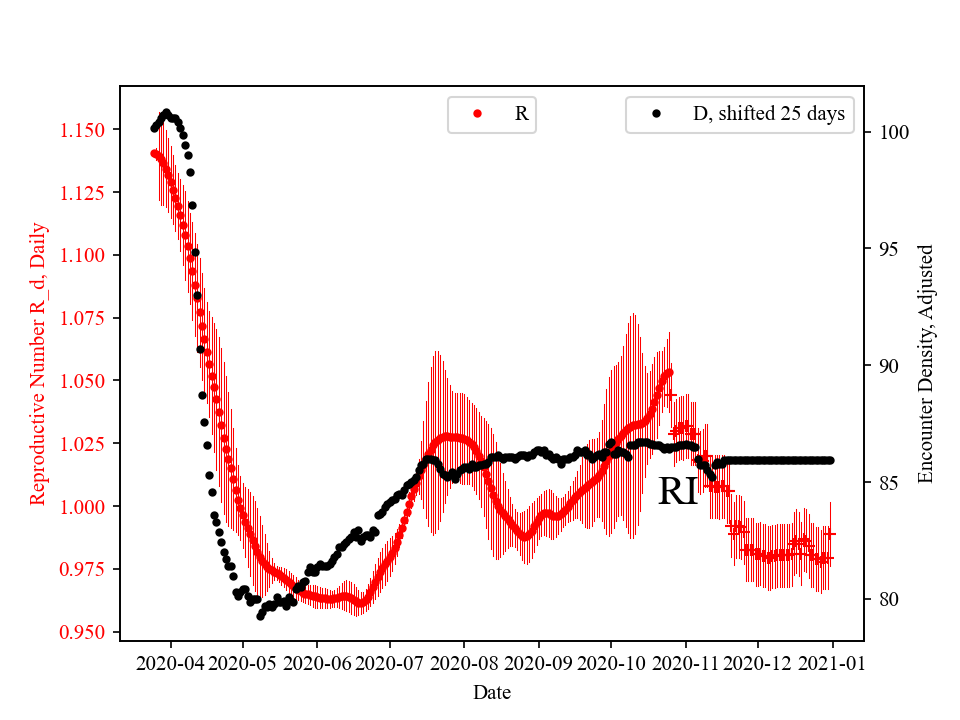 R
D, shifted 25 days
1.150
1.125
1.100
1.075
1.050
1.025
1.000
0.975
0.950
Reproductive Number R_d, Daily
100
95
90
85
80
Encounter Density, Adjusted
RI
2020-04 2020-05 2020-06 2020-07 2020-08 2020-09 2020-10 2020-11 2020-12 2021-01
Date